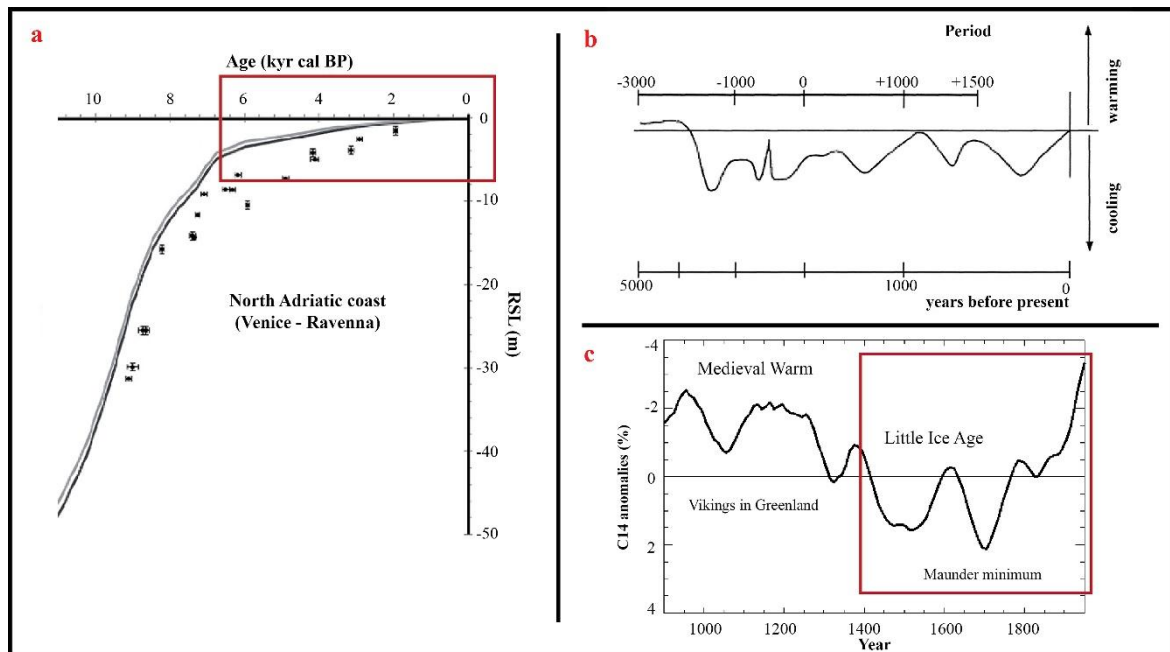 a
Age (kyr cal BP)
10 8 6 4 2 0
0
-10
-20
-30
-40
-50
RSL (m)
North Adriatic coast
(Venice - Ravenna)
b
Period
-3000 -1000 0 +1000 +1500
warming
cooling
5000 1000 0
years before present
c
-4
-2
0
2
4
C14 anomalies (%)
Medieval Warm
Little Ice Age
Vikings in Greenland
Maunder minimum
1000 1200 1400 1600 1800
Year